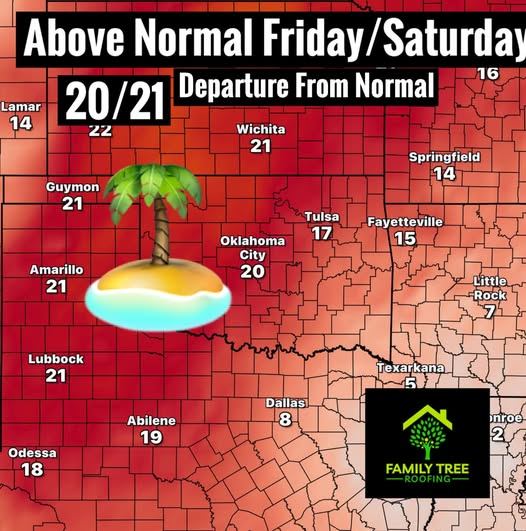 Above Normal Friday/Saturday
16
20/21
Departure From Normal
Lamar
14
22
Wichita
21
Springfield
14
Guymon
21
Tulsa
17
Fayetteville
15
Oklahoma
City
20
Amarillo
21
Little
Rock
7
Lubbock
21
Texarkana
5
Dallas
8
Abilene
19
nroe
2
Odessa
18
FAMILY TREE
ROOFING